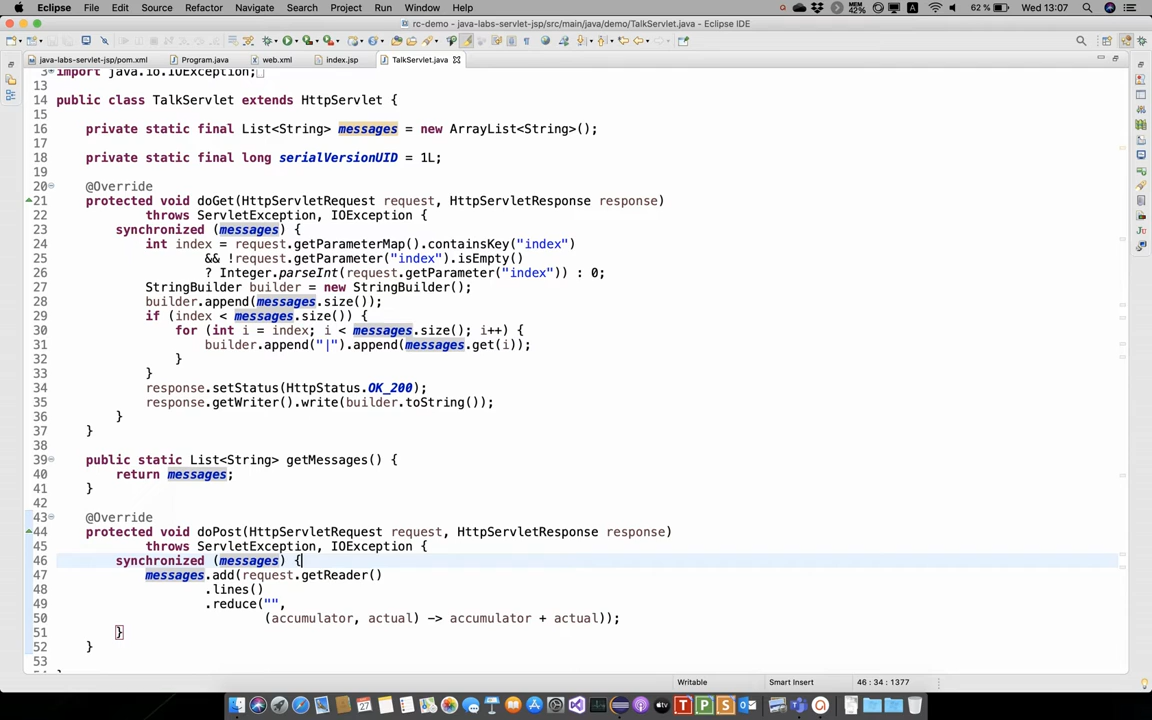 Eclipse File Edit Source Refactor Navigate Search Project Run Window Help MEM 42% A 62 % Wed 13:07
rc-demo - java-labs-servlet-jsp/src/main/java/demo/TalkServlet.java - Eclipse IDE
java-labs-servlet-jsp/pom.xml Program.java web.xml index.jsp TalkServlet.java
3 import java.io.IOException;
13
14 public class TalkServlet extends HttpServlet {
15
16 private static final List<String> messages = new ArrayList<String>();
17
18 private static final long serialVersionUID = 1L;
19
20 @Override
21 protected void doGet(HttpServletRequest request, HttpServletResponse response)
22 throws ServletException, IOException {
23 synchronized (messages) {
24 int index = request.getParameterMap().containsKey("index")
25 && !request.getParameter("index").isEmpty()
26 ? Integer.parseInt(request.getParameter("index")) : 0;
27 StringBuilder builder = new StringBuilder();
28 builder.append(messages.size());
29 if (index < messages.size()) {
30 for (int i = index; i < messages.size(); i++) {
31 builder.append("|").append(messages.get(i));
32 }
33 }
34 response.setStatus(HttpStatus.OK_200);
35 response.getWriter().write(builder.toString());
36 }
37 }
38
39 public static List<String> getMessages() {
40 return messages;
41 }
42
43 @Override
44 protected void doPost(HttpServletRequest request, HttpServletResponse response)
45 throws ServletException, IOException {
46 synchronized (messages) {
47 messages.add(request.getReader()
48 .lines()
49 .reduce("",
50 (accumulator, actual) -> accumulator + actual));
51 }
52 }
53
Writable Smart Insert 46 : 34 : 1377